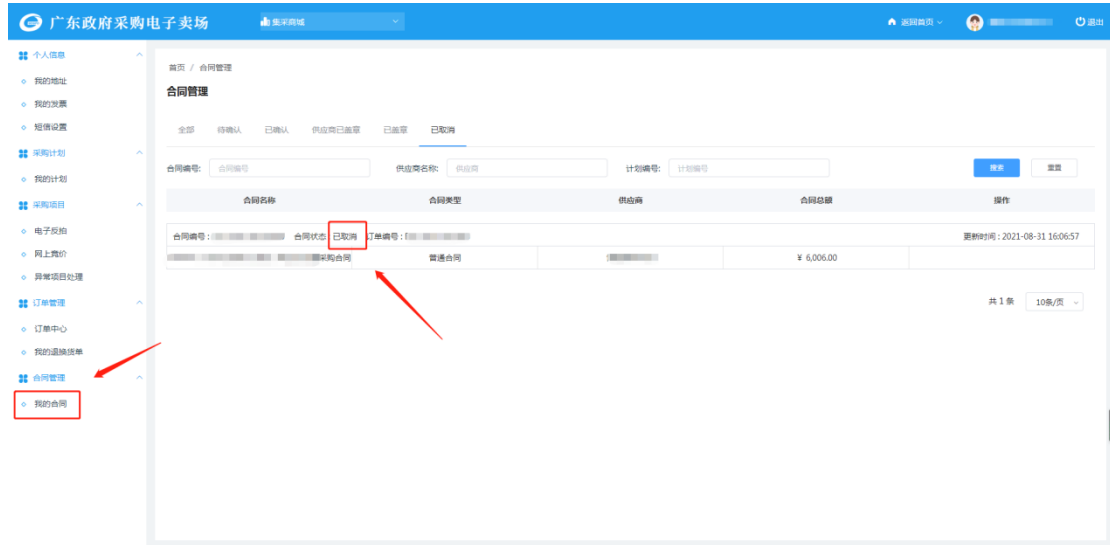 广东政府采购电子卖场
集采商城
返回首页
退出
个人信息
我的地址
我的发票
短信设置
采购计划
我的计划
采购项目
电子反拍
网上竞价
异常项目处理
订单管理
订单中心
我的退换货单
合同管理
我的合同
首页 / 合同管理
合同管理
全部 待确认 已确认 供应商已盖章 已盖章 已取消
合同编号: 合同编号 供应商名称: 供应商 计划编号: 计划编号 搜索 重置
合同名称 合同类型 供应商 合同总额 操作
合同编号: 合同状态: 已取消 订单编号: 更新时间:2021-08-31 16:06:57
采购合同 普通合同 ¥ 6,006.00
共 1 条 10条/页